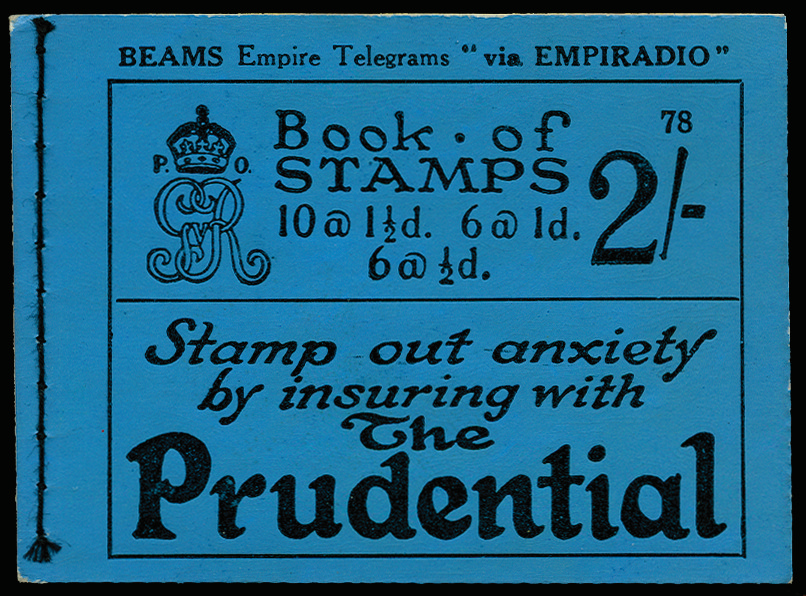 BEAMS Empire Telegrams "via EMPIRADIO"
78
P. O.
GVR
Book · of
STAMPS 2/-
10 @ 1½d. 6 @ 1d.
6 @ ½d.
Stamp out anxiety
by insuring with
The
Prudential